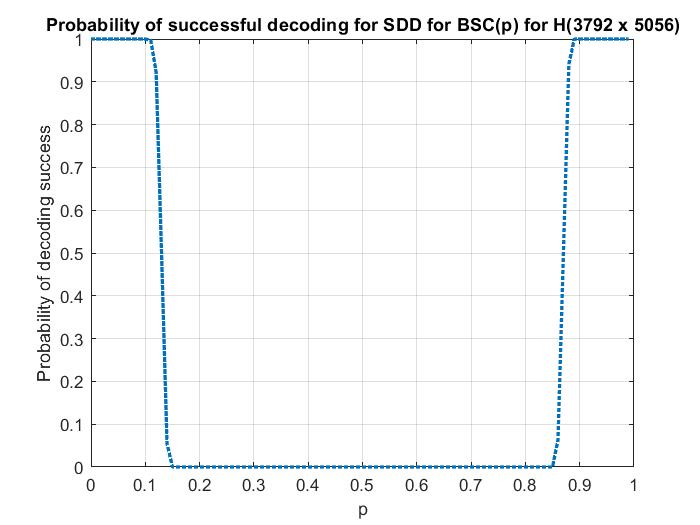 Probability of successful decoding for SDD for BSC(p) for H(3792 x 5056)
Probability of decoding success
1
0.9
0.8
0.7
0.6
0.5
0.4
0.3
0.2
0.1
0
0 0.1 0.2 0.3 0.4 0.5 0.6 0.7 0.8 0.9 1
p